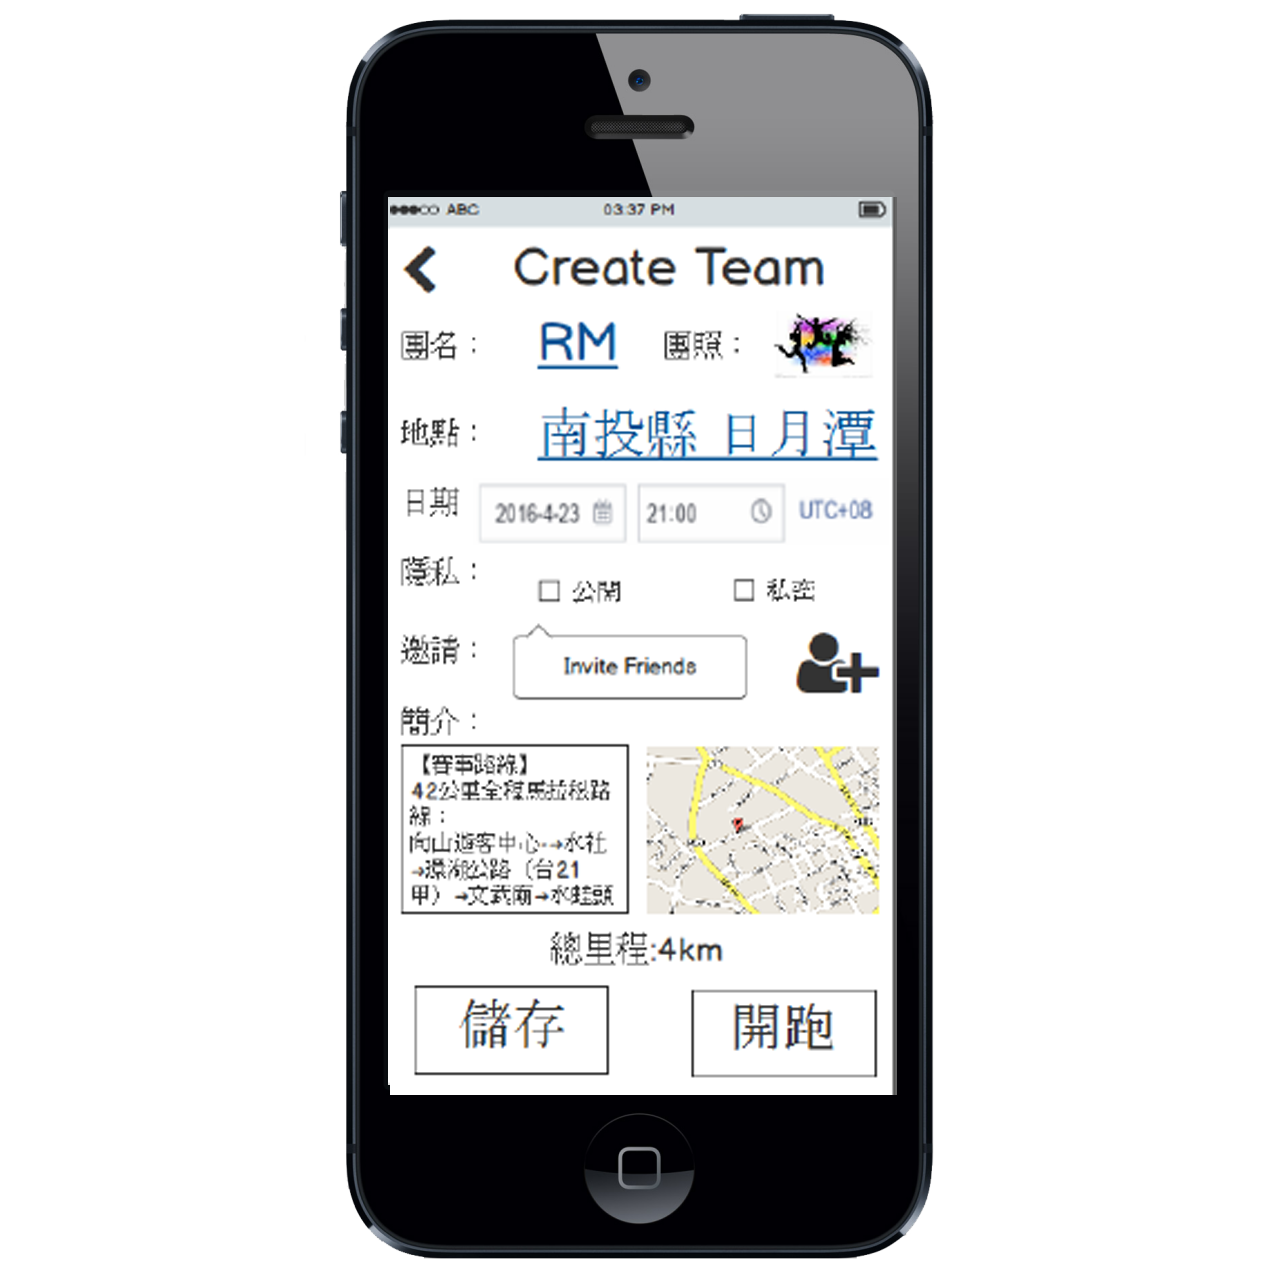 ABC 03:37 PM
Create Team
團名： RM 團照：
地點： 南投縣 日月潭
日期 2016-4-23 21:00 UTC+08
隱私： 公開 私密
邀請： Invite Friends
簡介：
【賽事路線】
42公里全程馬拉松路
線：
向山遊客中心→水社
→環湖公路（台21
甲）→文武廟→水蛙頭
總里程:4km
儲存 開跑